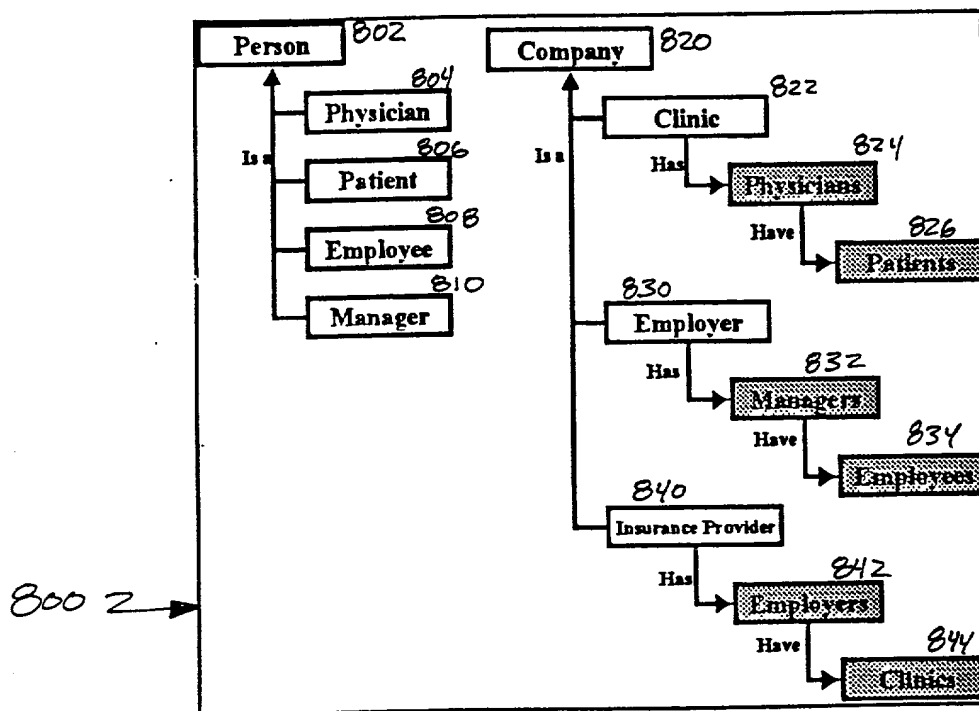 Person 802
Company 820
804
Physician
822
Clinic
Is a
806
Patient
Is a
Has
824
Physicians
808
Employee
Have
826
Patients
810
Manager
830
Employer
Has
832
Managers
Have
834
Employees
840
Insurance Provider
Has
842
Employers
800
Have
844
Clinics